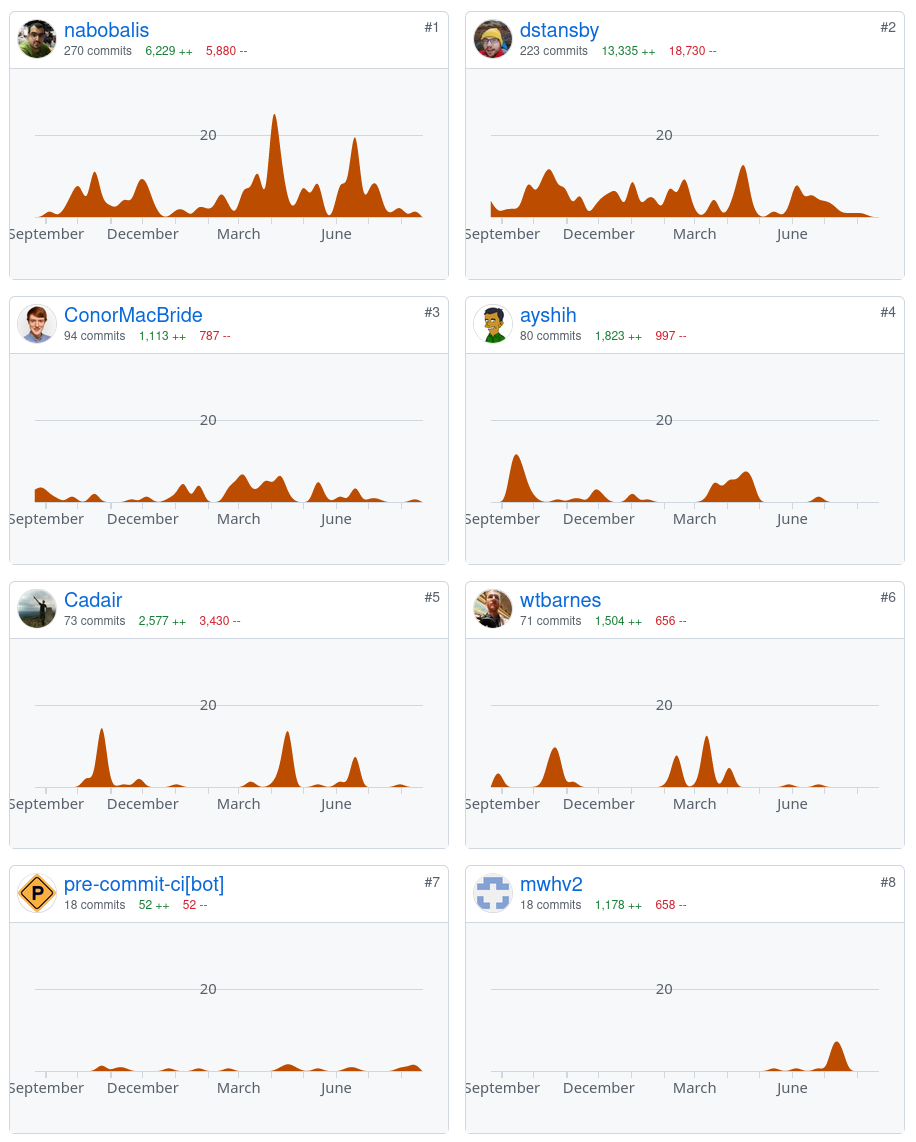 nabobalis #1
270 commits 6,229 ++ 5,880 --
20
September December March June
dstansby #2
223 commits 13,335 ++ 18,730 --
20
September December March June
ConorMacBride #3
94 commits 1,113 ++ 787 --
20
September December March June
ayshih #4
80 commits 1,823 ++ 997 --
20
September December March June
Cadair #5
73 commits 2,577 ++ 3,430 --
20
September December March June
wtbarnes #6
71 commits 1,504 ++ 656 --
20
September December March June
P
pre-commit-ci[bot] #7
18 commits 52 ++ 52 --
20
September December March June
mwhv2 #8
18 commits 1,178 ++ 658 --
20
September December March June